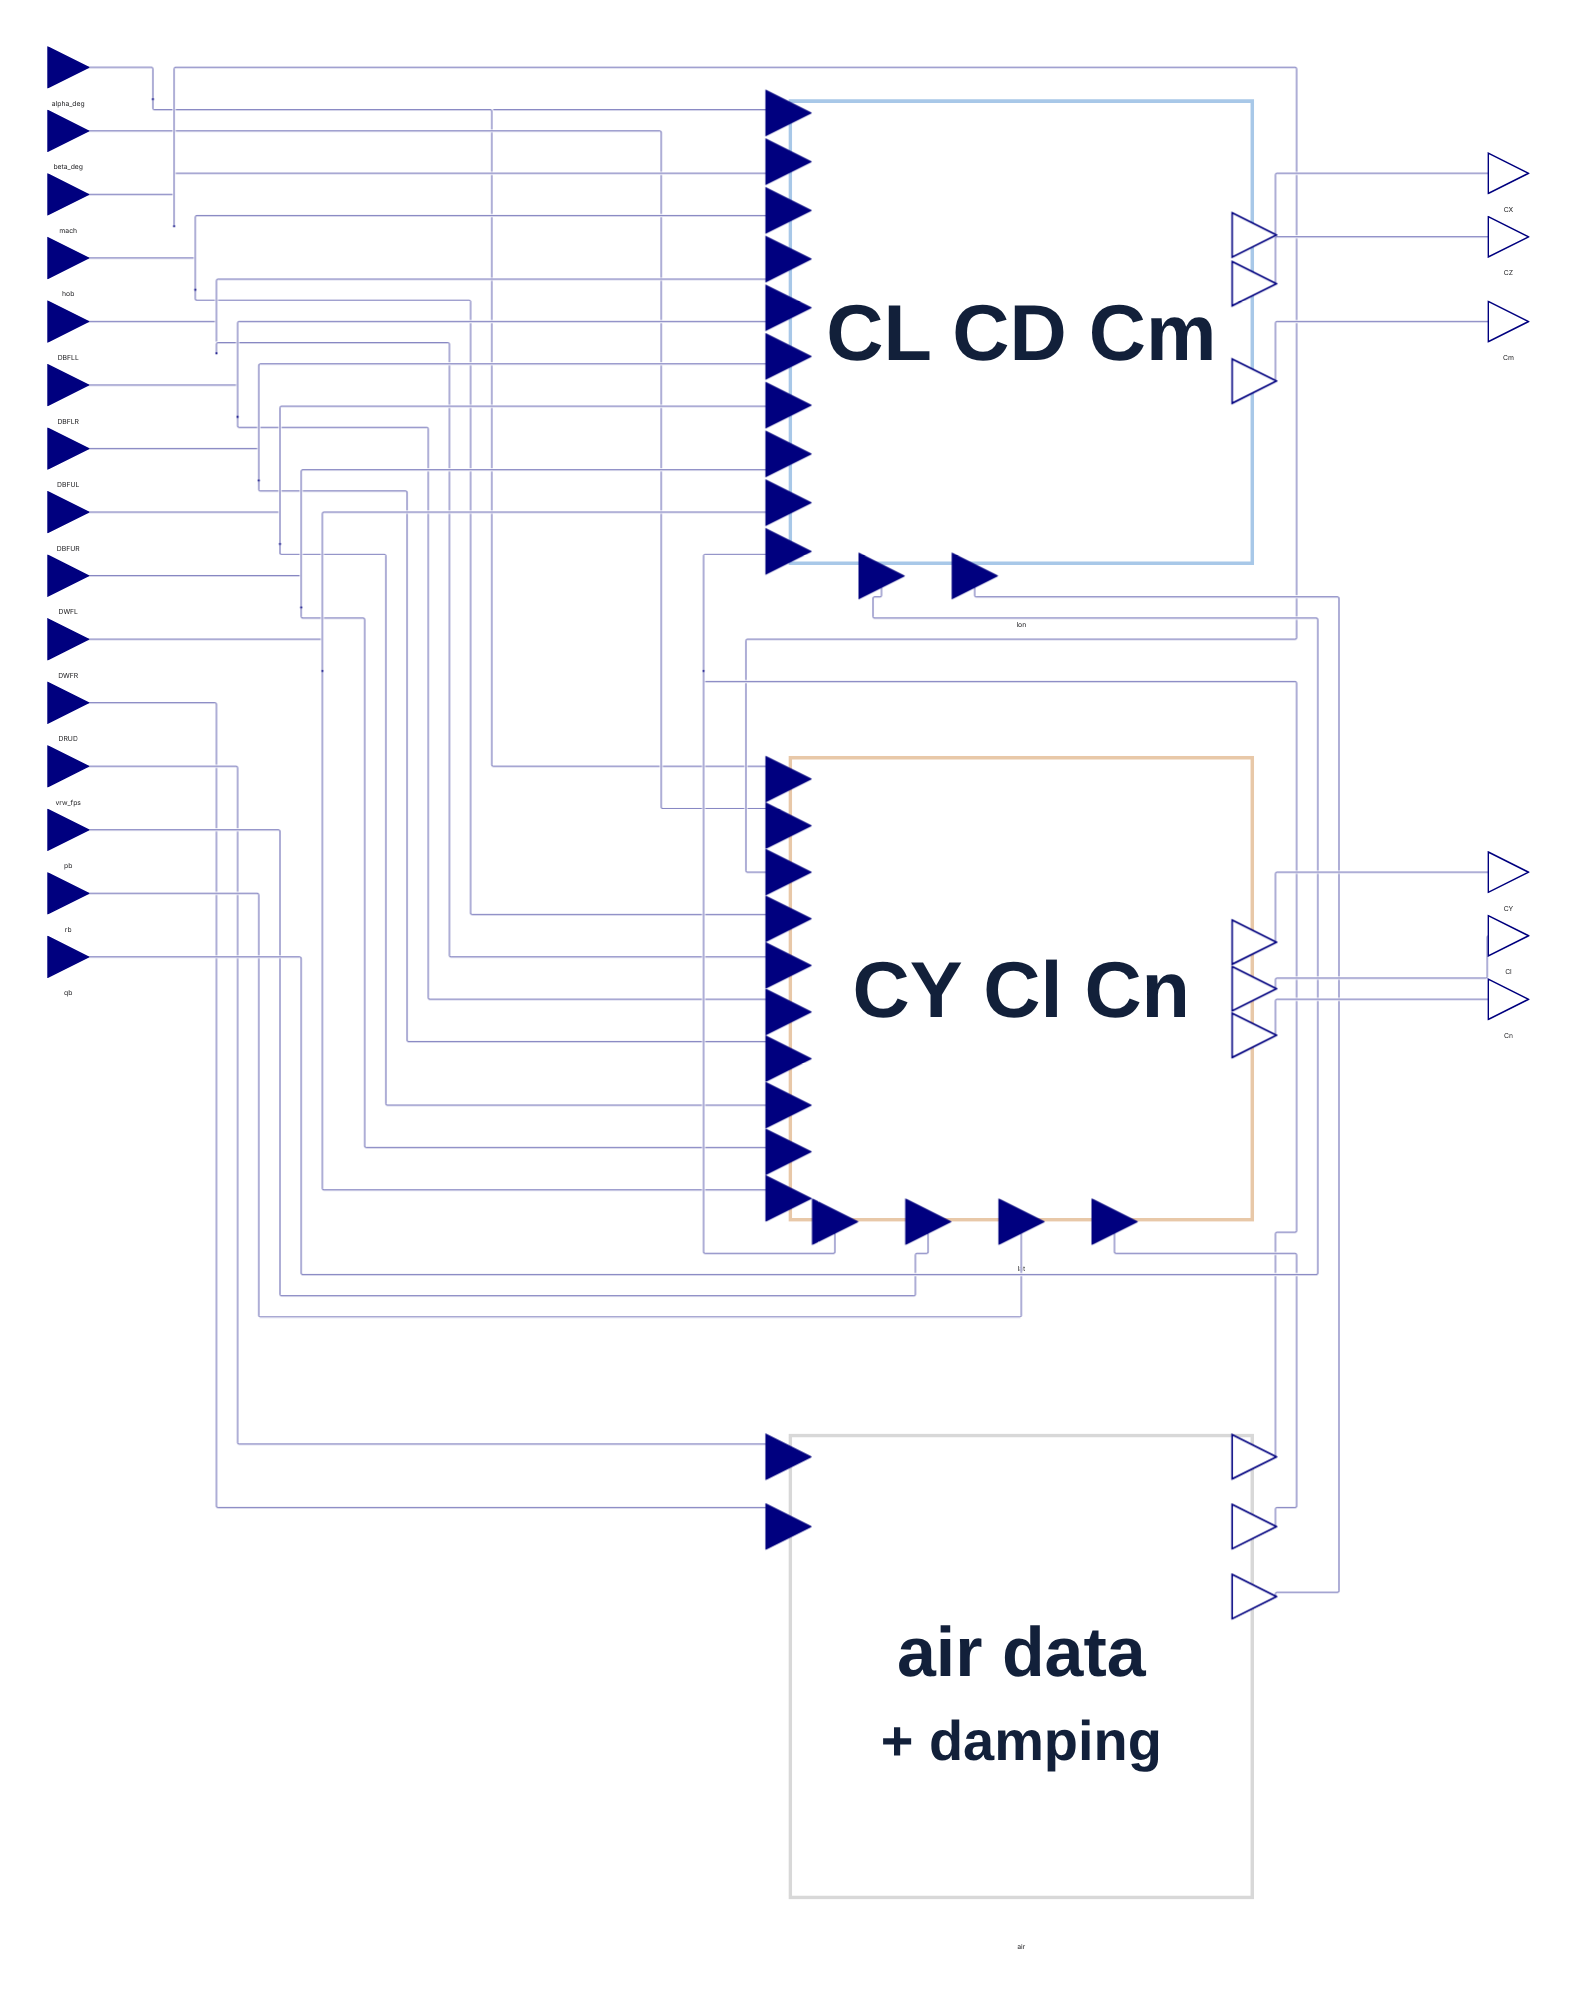 alpha_deg
beta_deg
mach
hob
DBFLL
DBFLR
DBFUL
DBFUR
DWFL
DWFR
DRUD
vrw_fps
pb
rb
qb
CL CD Cm
lon
CX
CZ
Cm
CY Cl Cn
CY
Cl
Cn
air data
+ damping
air